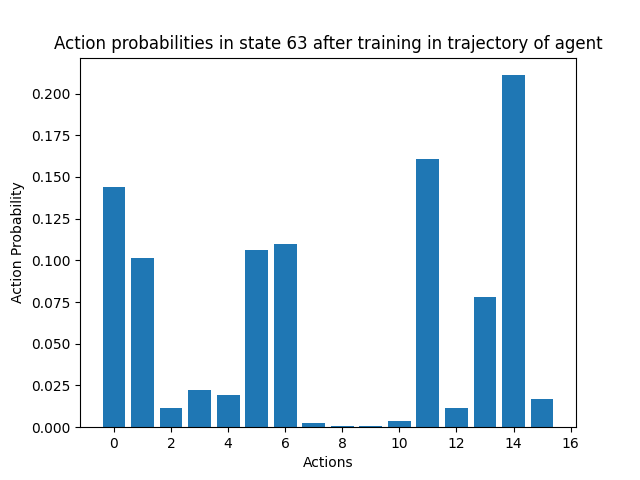 Action probabilities in state 63 after training in trajectory of agent
0.200
0.175
0.150
0.125
0.100
0.075
0.050
0.025
0.000
Action Probability
0 2 4 6 8 10 12 14 16
Actions